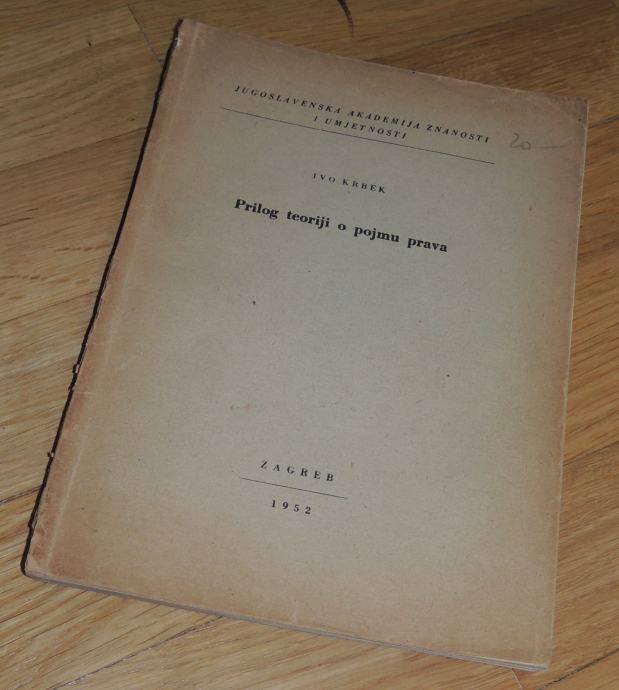 JUGOSLAVENSKA AKADEMIJA ZNANOSTI
I UMJETNOSTI
20 —
IVO KRBEK
Prilog teoriji o pojmu prava
ZAGREB
1952